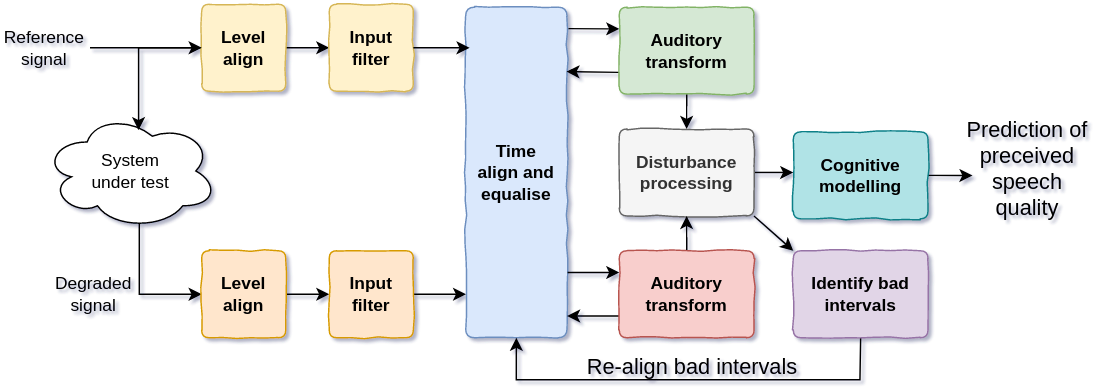 Reference
signal
Level
align
Input
filter
Auditory
transform
System
under test
Time
align and
equalise
Disturbance
processing
Cognitive
modelling
Prediction of
preceived
speech
quality
Degraded
signal
Level
align
Input
filter
Auditory
transform
Identify bad
intervals
Re-align bad intervals